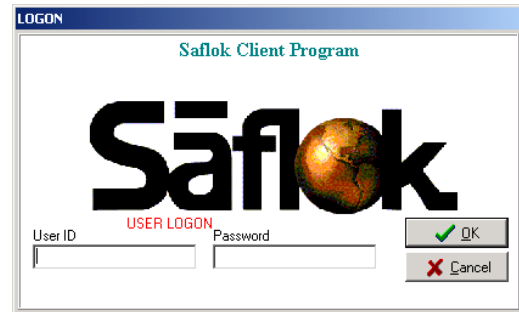 LOGON
Saflok Client Program
Sāflok
USER LOGON
User ID
Password
OK
Cancel